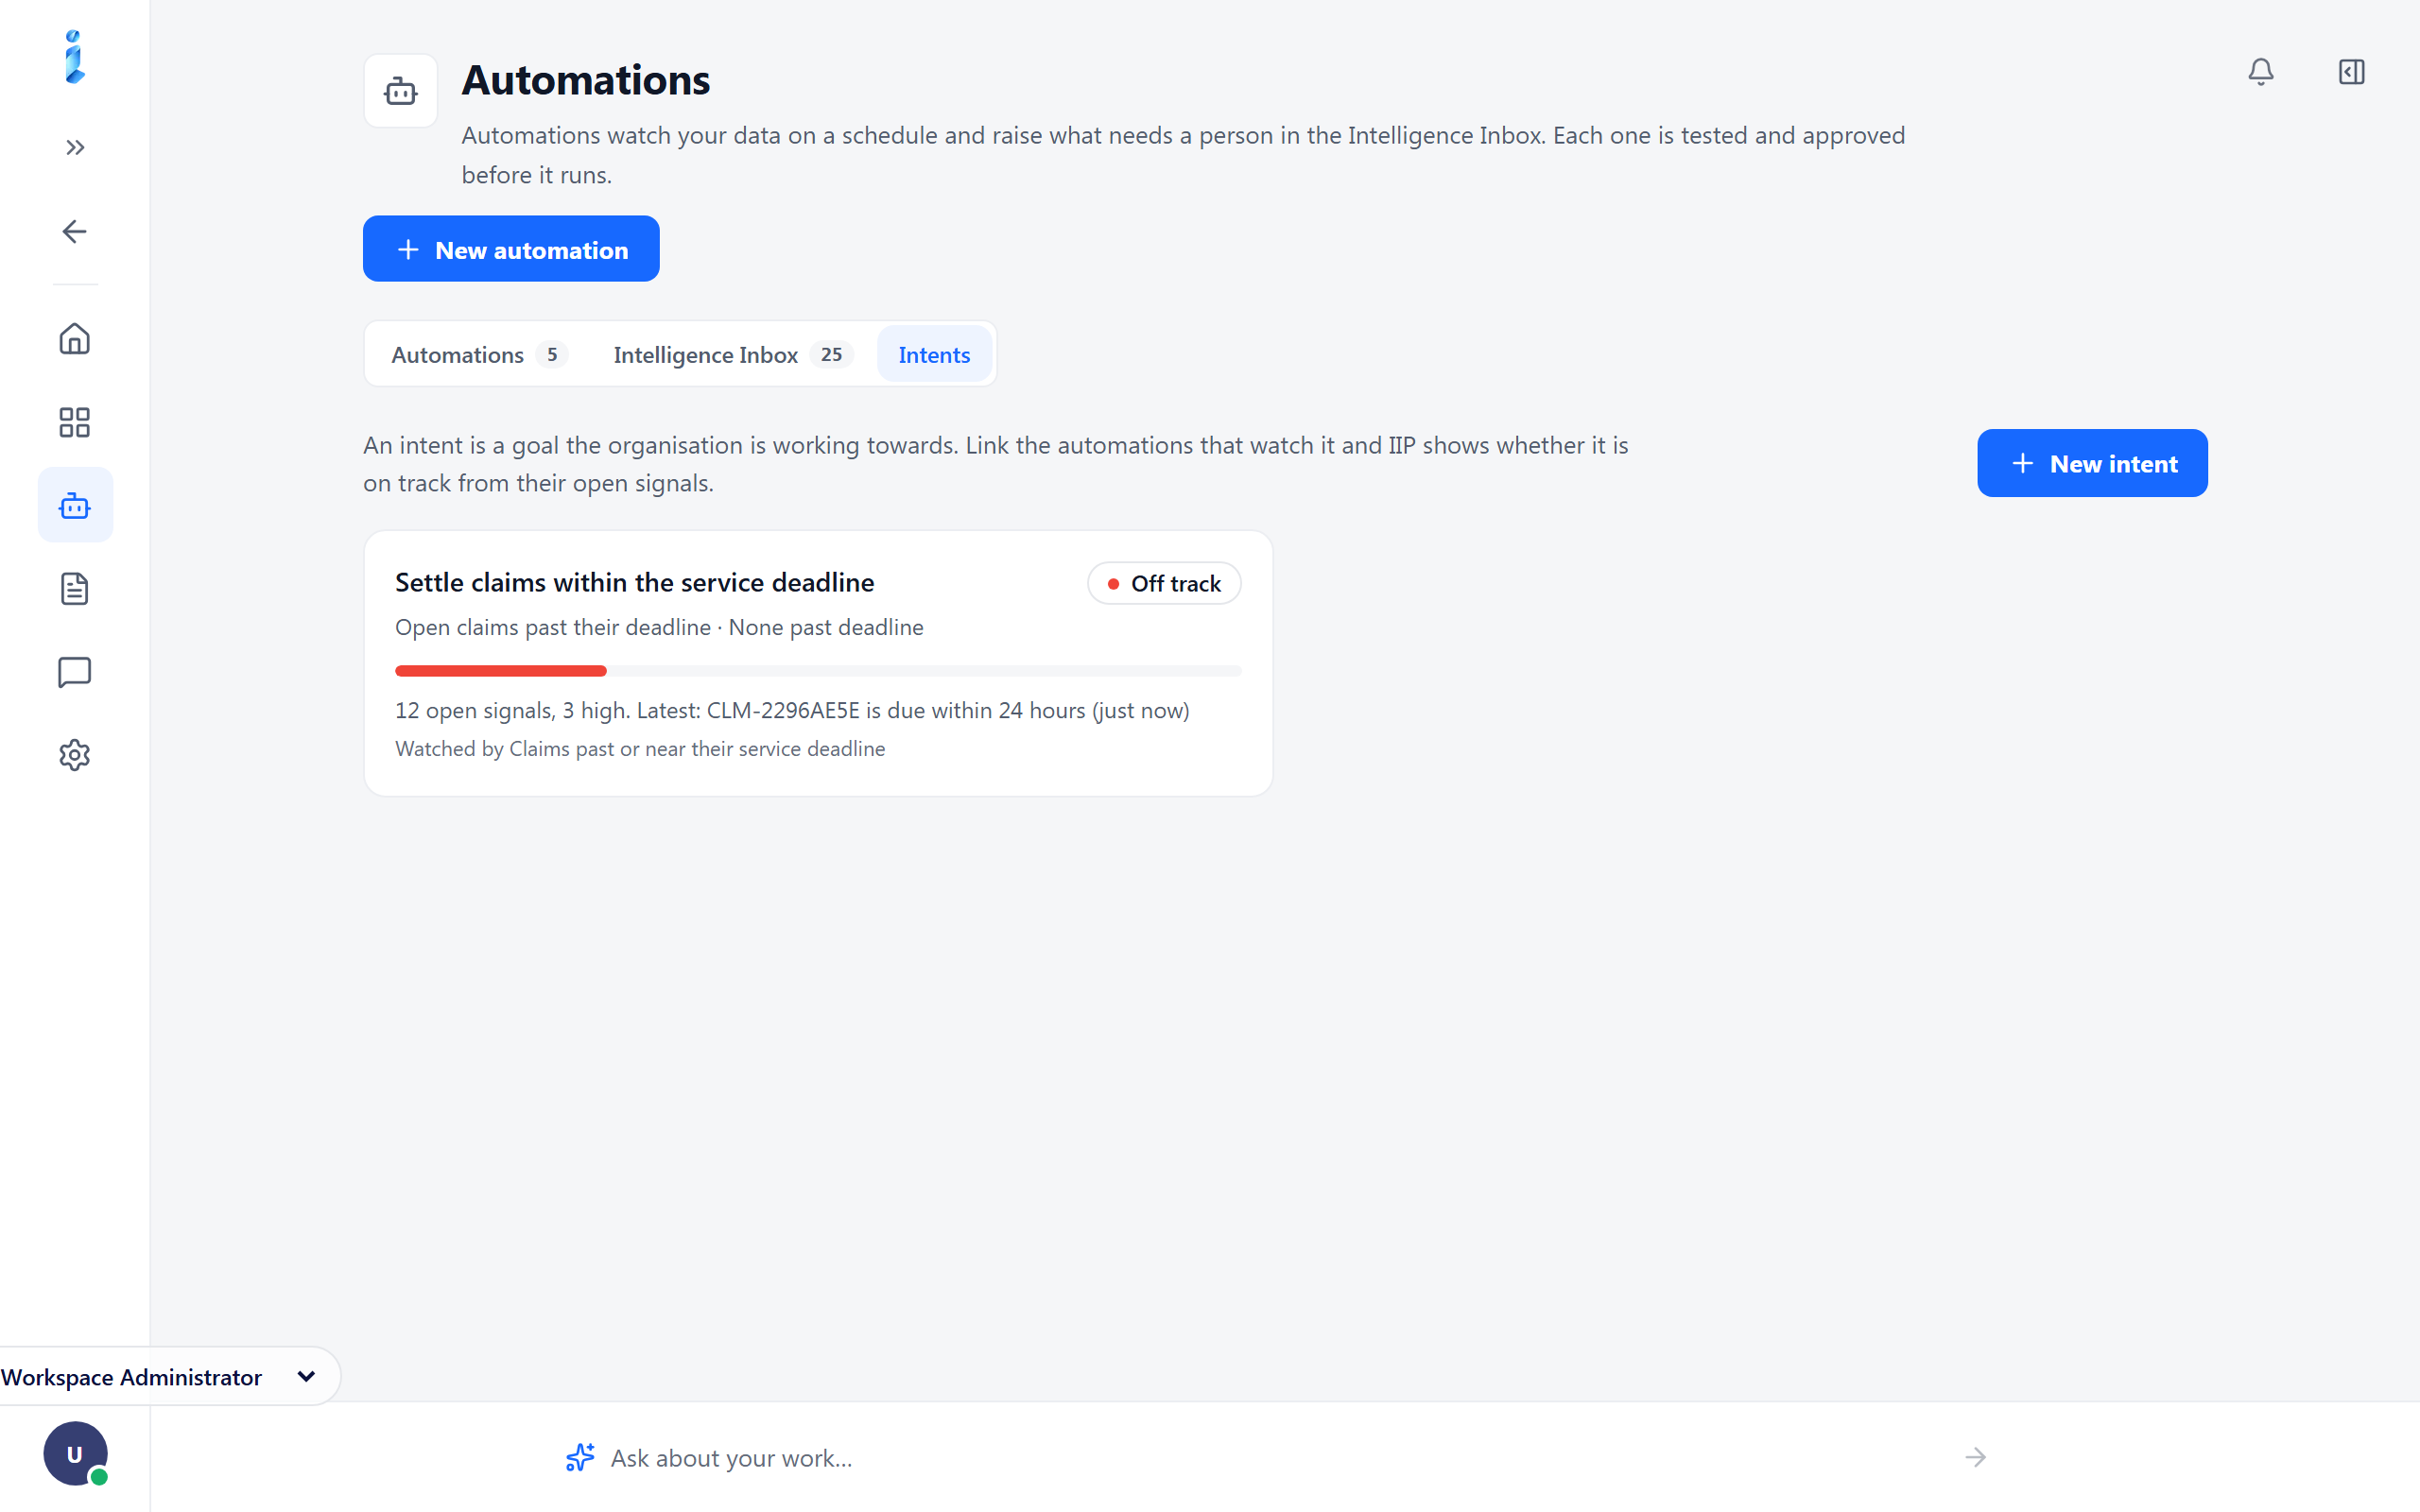 Automations
Automations watch your data on a schedule and raise what needs a person in the Intelligence Inbox. Each one is tested and approved
before it runs.
+ New automation
Automations 5 Intelligence Inbox 25 Intents
An intent is a goal the organisation is working towards. Link the automations that watch it and IIP shows whether it is
on track from their open signals.
+ New intent
Settle claims within the service deadline
Off track
Open claims past their deadline · None past deadline
12 open signals, 3 high. Latest: CLM-2296AE5E is due within 24 hours (just now)
Watched by Claims past or near their service deadline
Workspace Administrator
U
Ask about your work...